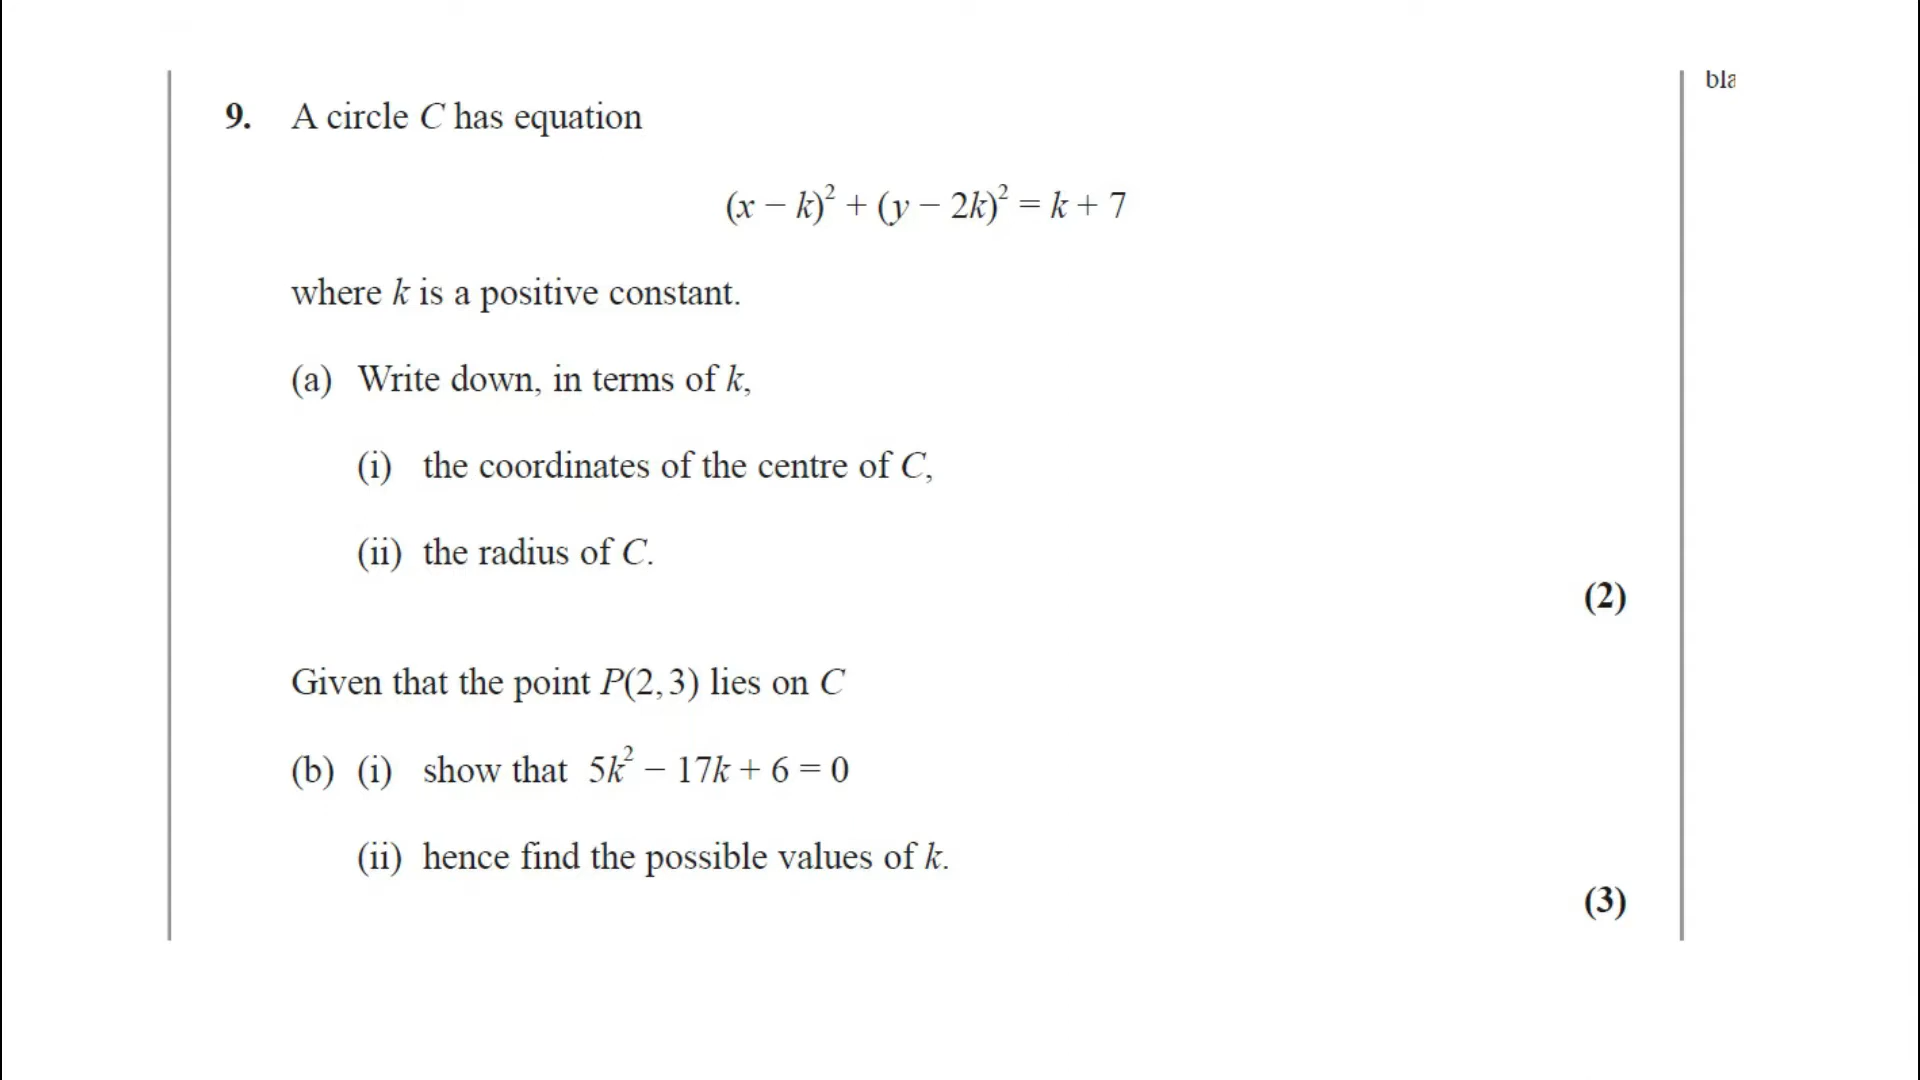 bla
9. A circle C has equation
(x − k)² + (y − 2k)² = k + 7
where k is a positive constant.
(a) Write down, in terms of k,
(i) the coordinates of the centre of C,
(ii) the radius of C.
(2)
Given that the point P(2, 3) lies on C
(b) (i) show that 5k² − 17k + 6 = 0
(ii) hence find the possible values of k.
(3)